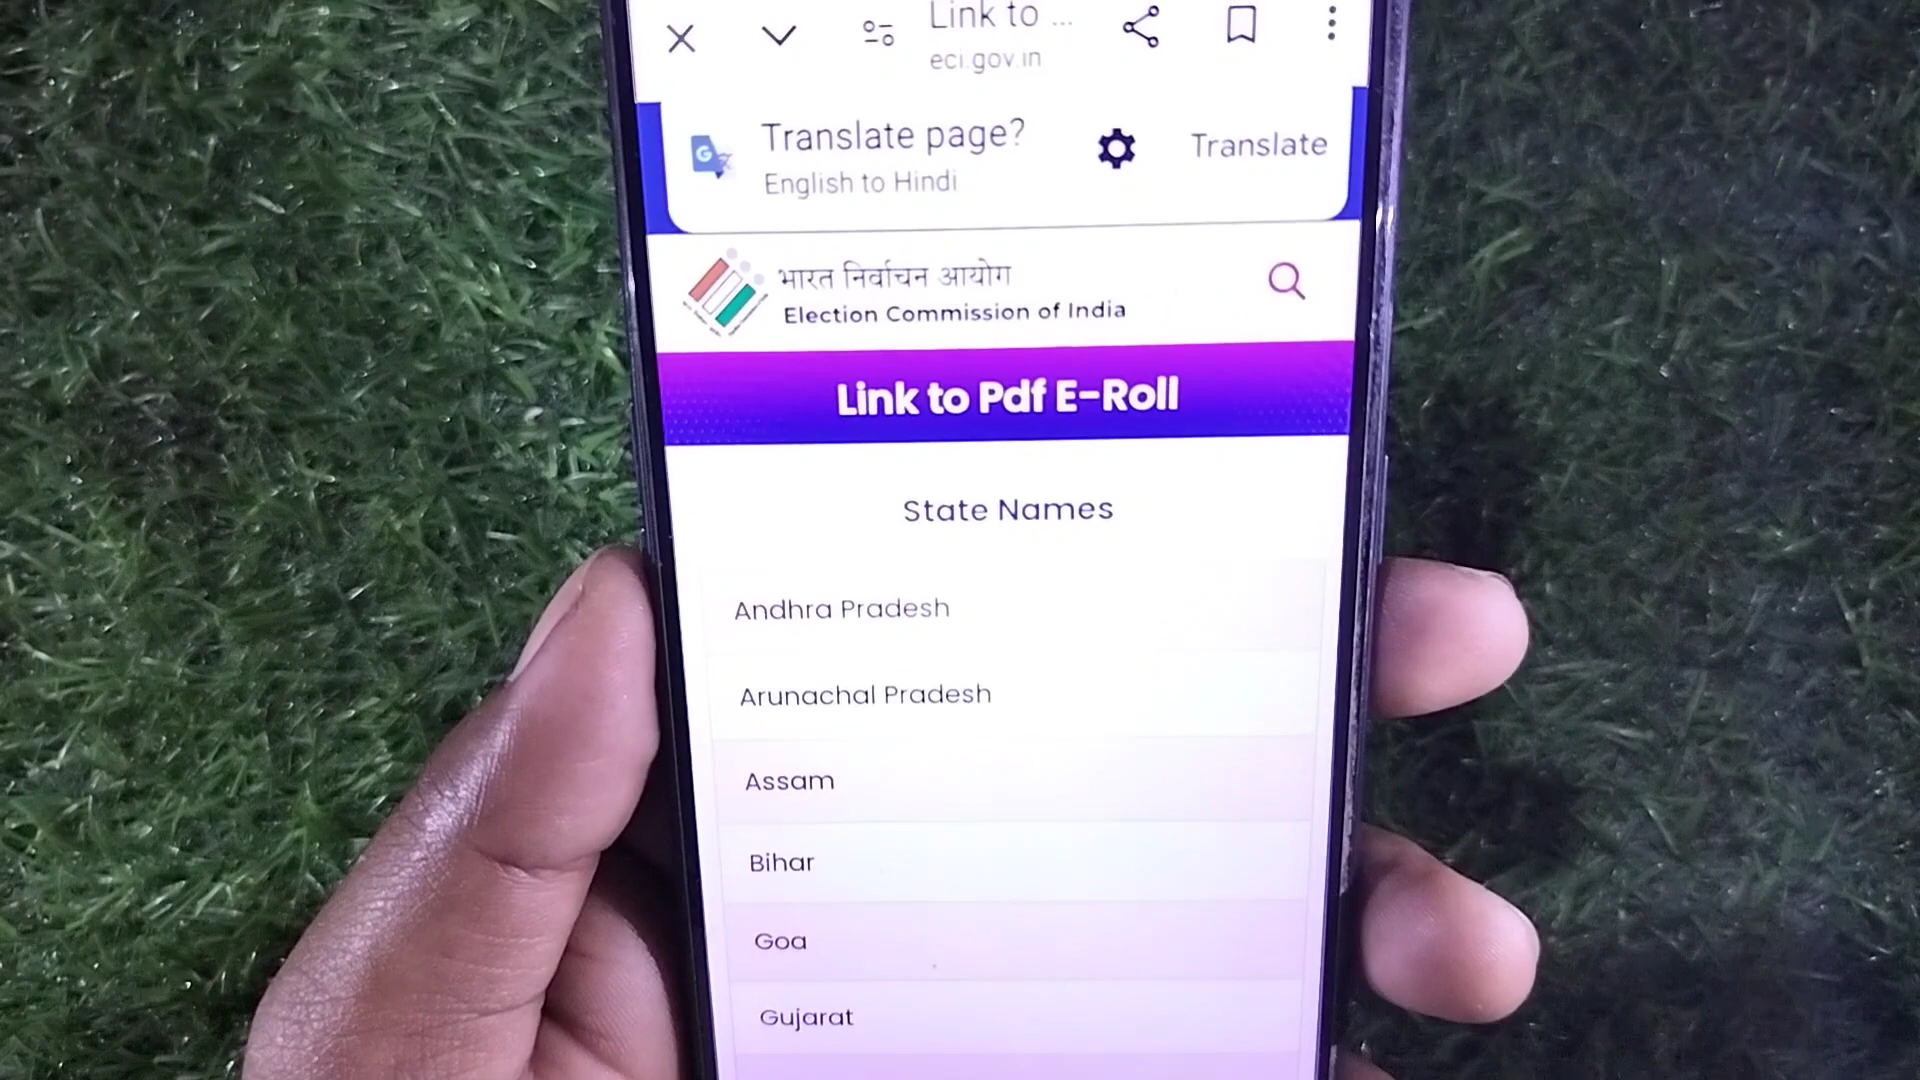 Link to ...
eci.gov.in
Translate page?
English to Hindi
Translate
भारत निर्वाचन आयोग
Election Commission of India
Link to Pdf E-Roll
State Names
Andhra Pradesh
Arunachal Pradesh
Assam
Bihar
Goa
Gujarat